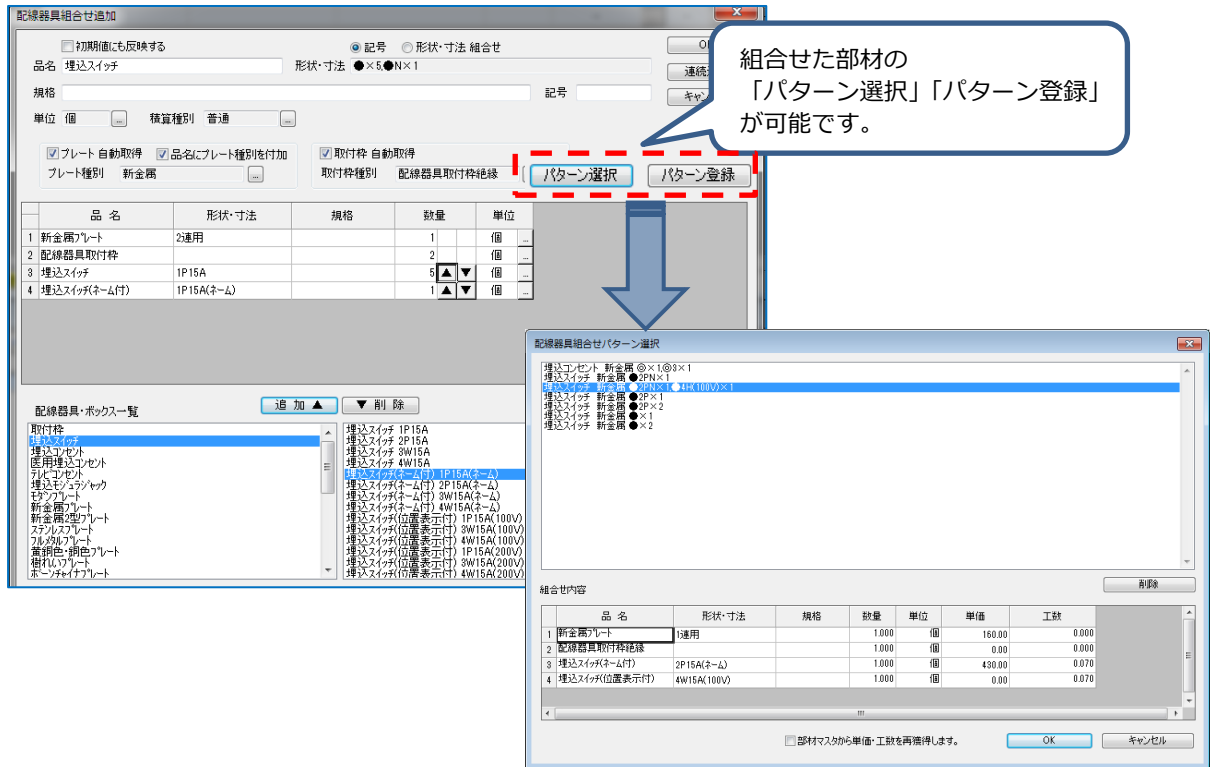 配線器具組合せ追加
初期値にも反映する
記号 形状・寸法 組合せ
品名 埋込スイッチ 形状・寸法 ●×5,●N×1
規格 記号
単位 個 ... 積算種別 普通 ...
組合せた部材の
「パターン選択」「パターン登録」
が可能です。
プレート 自動取得 品名にプレート種別を付加 取付枠 自動取得
プレート種別 新金属 ... 取付枠種別 配線器具取付枠絶縁
パターン選択 パターン登録
品 名 形状・寸法 規格 数量 単位
1 新金属プレート 2連用 1 個 ...
2 配線器具取付枠 2 個 ...
3 埋込スイッチ 1P15A 5 ▲ ▼ 個 ...
4 埋込スイッチ(ネーム付) 1P15A(ネーム) 1 ▲ ▼ 個 ...
配線器具・ボックス一覧 追 加 ▲ ▼ 削 除
取付枠
埋込スイッチ
埋込コンセント
医用埋込コンセント
テレビコンセント
埋込モジュラジャック
モダンプレート
新金属プレート
新金属2型プレート
ステンレスプレート
フルメタルプレート
黄銅色・銅色プレート
樹れいプレート
ボーンチャイナプレート
埋込スイッチ 1P15A
埋込スイッチ 2P15A
埋込スイッチ 3W15A
埋込スイッチ 4W15A
埋込スイッチ(ネーム付) 1P15A(ネーム)
埋込スイッチ(ネーム付) 2P15A(ネーム)
埋込スイッチ(ネーム付) 3W15A(ネーム)
埋込スイッチ(ネーム付) 4W15A(ネーム)
埋込スイッチ(位置表示付) 1P15A(100V)
埋込スイッチ(位置表示付) 3W15A(100V)
埋込スイッチ(位置表示付) 4W15A(100V)
埋込スイッチ(位置表示付) 1P15A(200V)
埋込スイッチ(位置表示付) 3W15A(200V)
埋込スイッチ(位置表示付) 4W15A(200V)
配線器具組合せパターン選択
埋込コンセント 新金属 ◎×1,◎3×1
埋込スイッチ 新金属 ●2PN×1
埋込スイッチ 新金属 ●2PN×1,●4H(100V)×1
埋込スイッチ 新金属 ●2P×1
埋込スイッチ 新金属 ●2P×2
埋込スイッチ 新金属 ●×1
埋込スイッチ 新金属 ●×2
組合せ内容 削除
品 名 形状・寸法 規格 数量 単位 単価 工数
1 新金属プレート 1連用 1.000 個 160.00 0.000
2 配線器具取付枠絶縁 1.000 個 0.00 0.000
3 埋込スイッチ(ネーム付) 2P15A(ネーム) 1.000 個 430.00 0.070
4 埋込スイッチ(位置表示付) 4W15A(100V) 1.000 個 0.00 0.070
部材マスタから単価・工数を再獲得します。 OK キャンセル